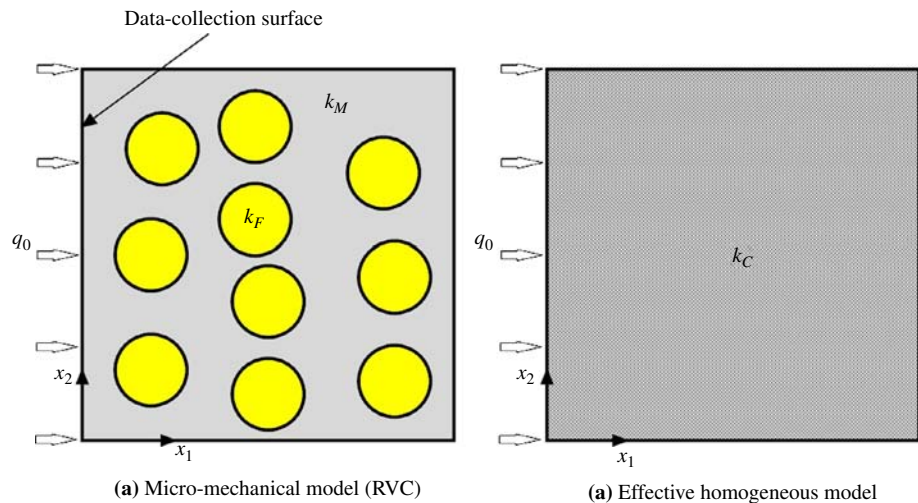 Data-collection surface
k_M
k_F
q_0
x_2
x_1
(a) Micro-mechanical model (RVC)
q_0
k_C
x_2
x_1
(a) Effective homogeneous model